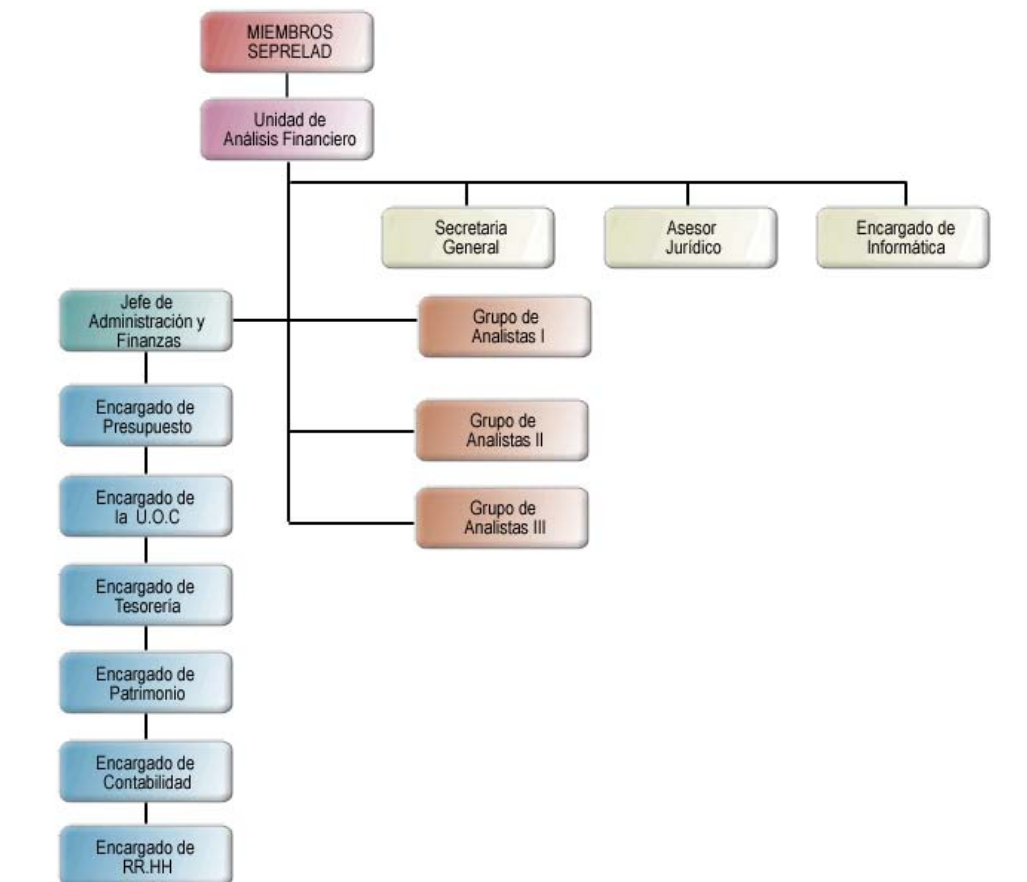 MIEMBROS
SEPRELAD
Unidad de
Análisis Financiero
Secretaria
General
Asesor
Jurídico
Encargado de
Informática
Jefe de
Administración y
Finanzas
Grupo de
Analistas I
Encargado de
Presupuesto
Grupo de
Analistas II
Encargado de
la U.O.C
Grupo de
Analistas III
Encargado de
Tesorería
Encargado de
Patrimonio
Encargado de
Contabilidad
Encargado de
RR.HH